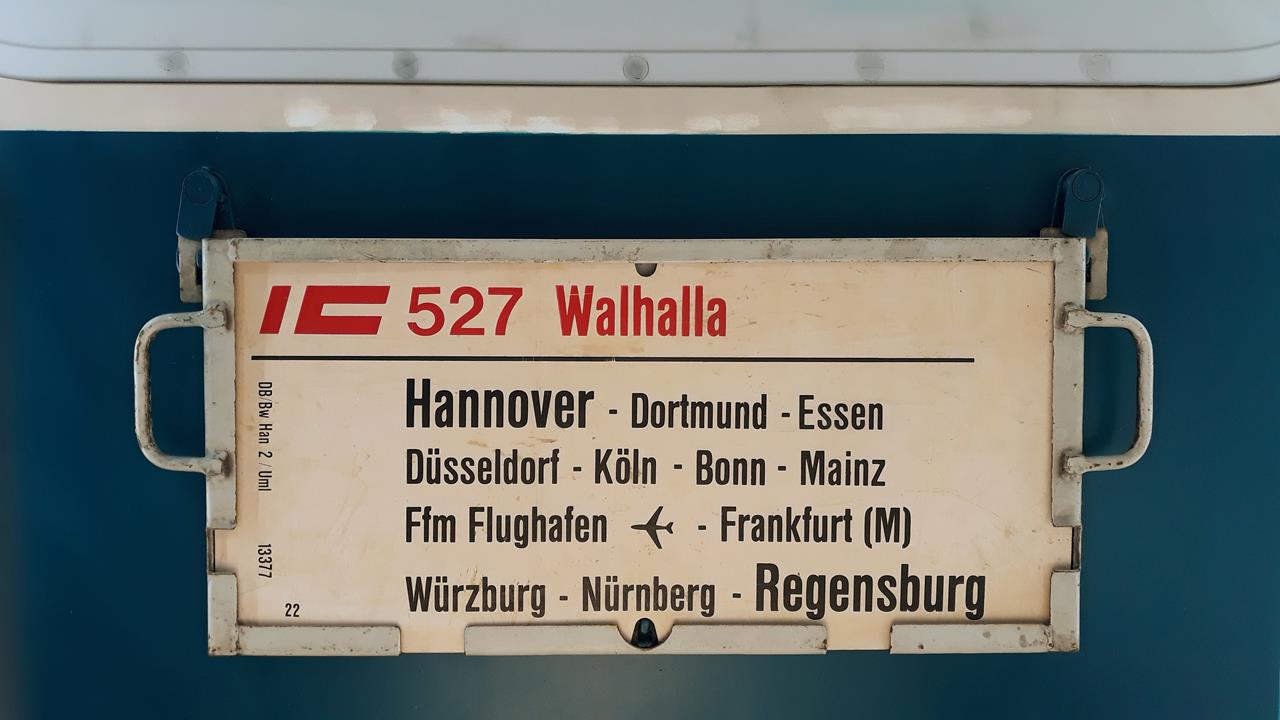 IC 527 Walhalla
Hannover - Dortmund - Essen
Düsseldorf - Köln - Bonn - Mainz
Ffm Flughafen - Frankfurt (M)
Würzburg - Nürnberg - Regensburg
DB/Bw Han 2 / Uml
13377
22